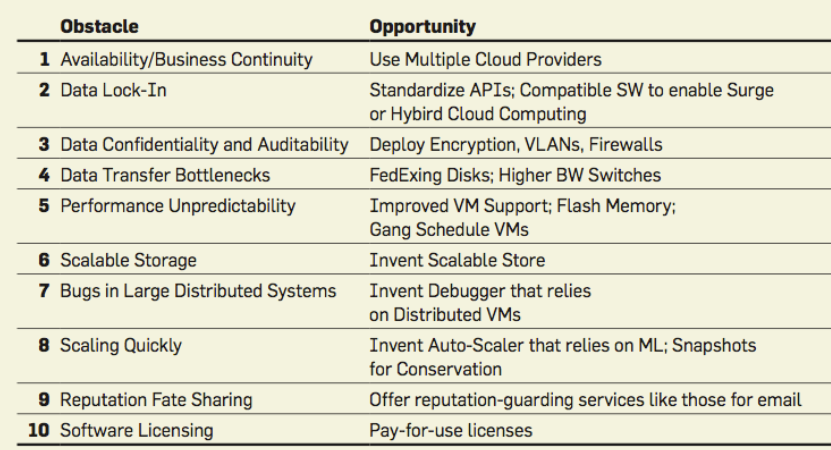 Obstacle Opportunity
1 Availability/Business Continuity Use Multiple Cloud Providers
2 Data Lock-In Standardize APIs; Compatible SW to enable Surge
or Hybird Cloud Computing
3 Data Confidentiality and Auditability Deploy Encryption, VLANs, Firewalls
4 Data Transfer Bottlenecks FedExing Disks; Higher BW Switches
5 Performance Unpredictability Improved VM Support; Flash Memory;
Gang Schedule VMs
6 Scalable Storage Invent Scalable Store
7 Bugs in Large Distributed Systems Invent Debugger that relies
on Distributed VMs
8 Scaling Quickly Invent Auto-Scaler that relies on ML; Snapshots
for Conservation
9 Reputation Fate Sharing Offer reputation-guarding services like those for email
10 Software Licensing Pay-for-use licenses